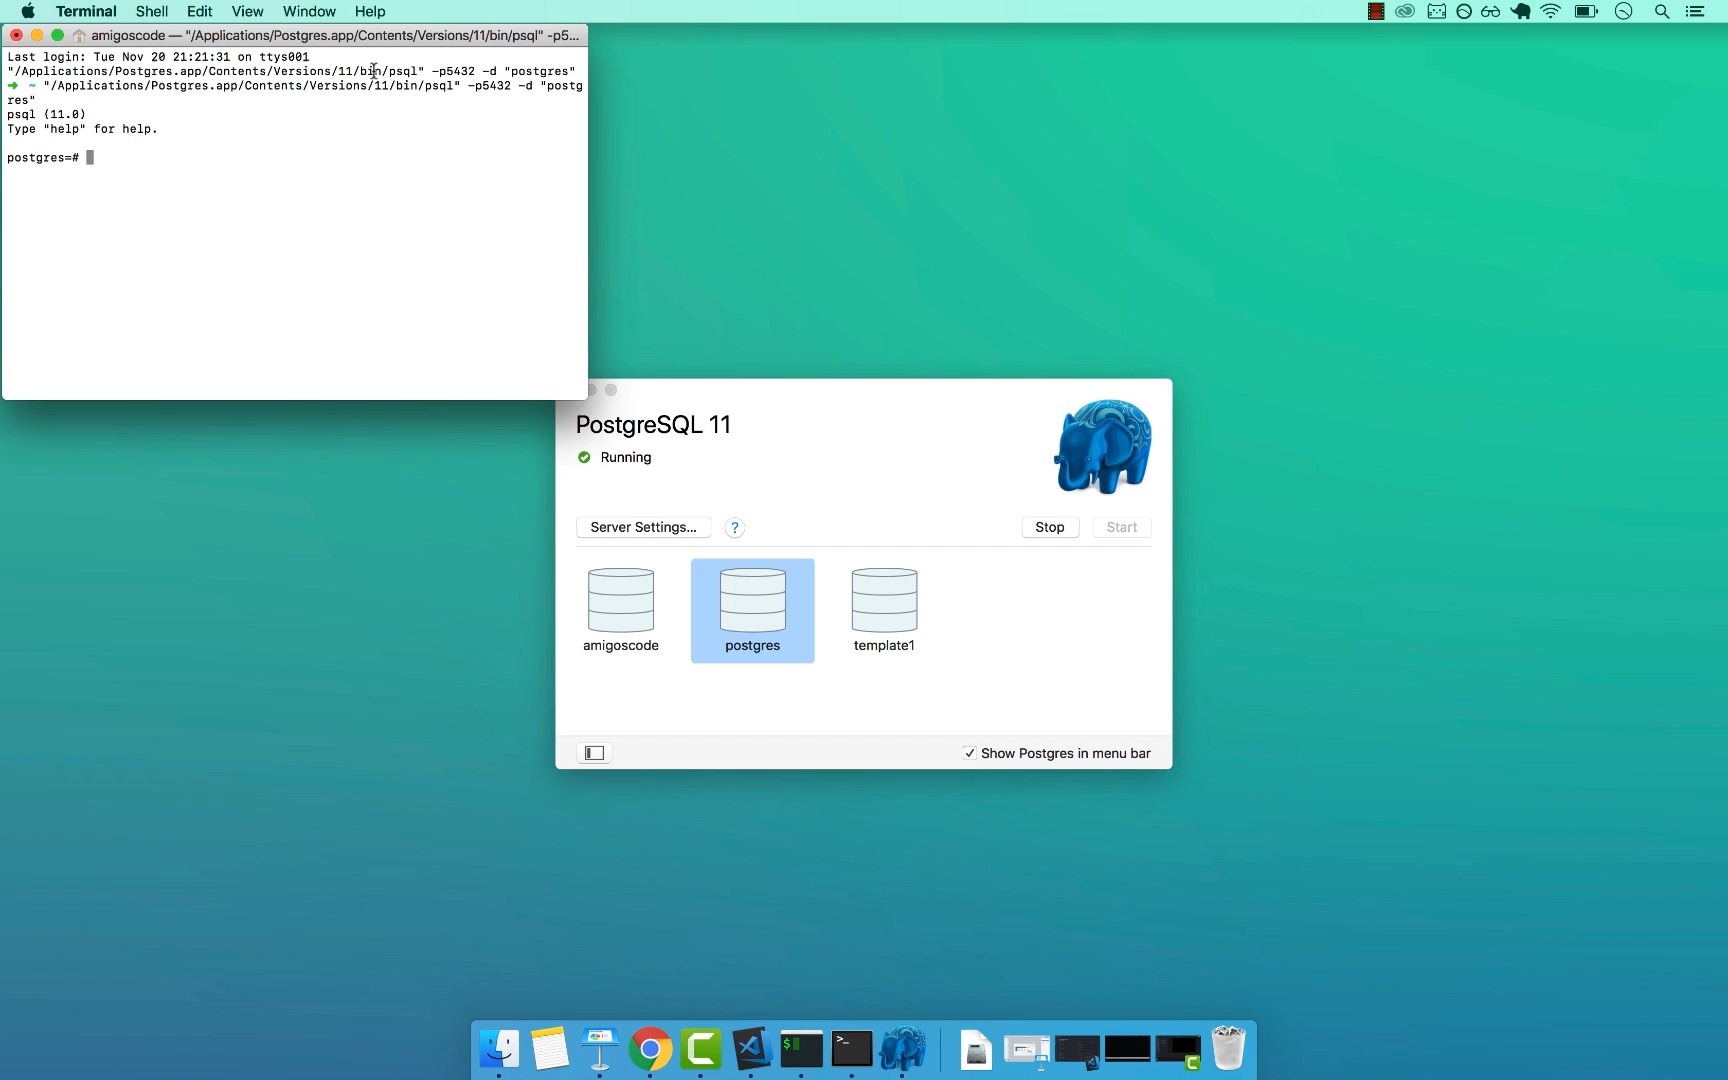 Terminal Shell Edit View Window Help
amigoscode — "/Applications/Postgres.app/Contents/Versions/11/bin/psql" -p5...
Last login: Tue Nov 20 21:21:31 on ttys001
"/Applications/Postgres.app/Contents/Versions/11/bin/psql" -p5432 -d "postgres"
➜ ~ "/Applications/Postgres.app/Contents/Versions/11/bin/psql" -p5432 -d "postg
res"
psql (11.0)
Type "help" for help.
postgres=#
PostgreSQL 11
Running
Server Settings... ? Stop Start
amigoscode postgres template1
Show Postgres in menu bar